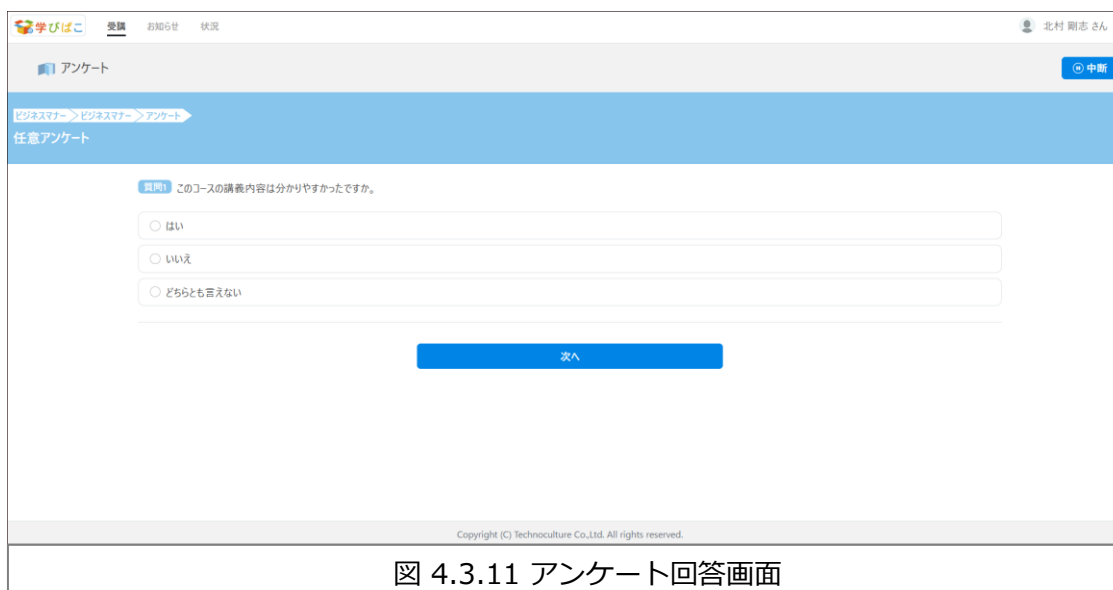 学びばこ 受講 お知らせ 状況 北村 剛志 さん
アンケート 中断
ビジネスマナー ビジネスマナー アンケート
任意アンケート
質問1 このコースの講義内容は分かりやすかったですか。
はい
いいえ
どちらとも言えない
次へ
Copyright (C) Technoculture Co.,Ltd. All rights reserved.
図 4.3.11 アンケート回答画面